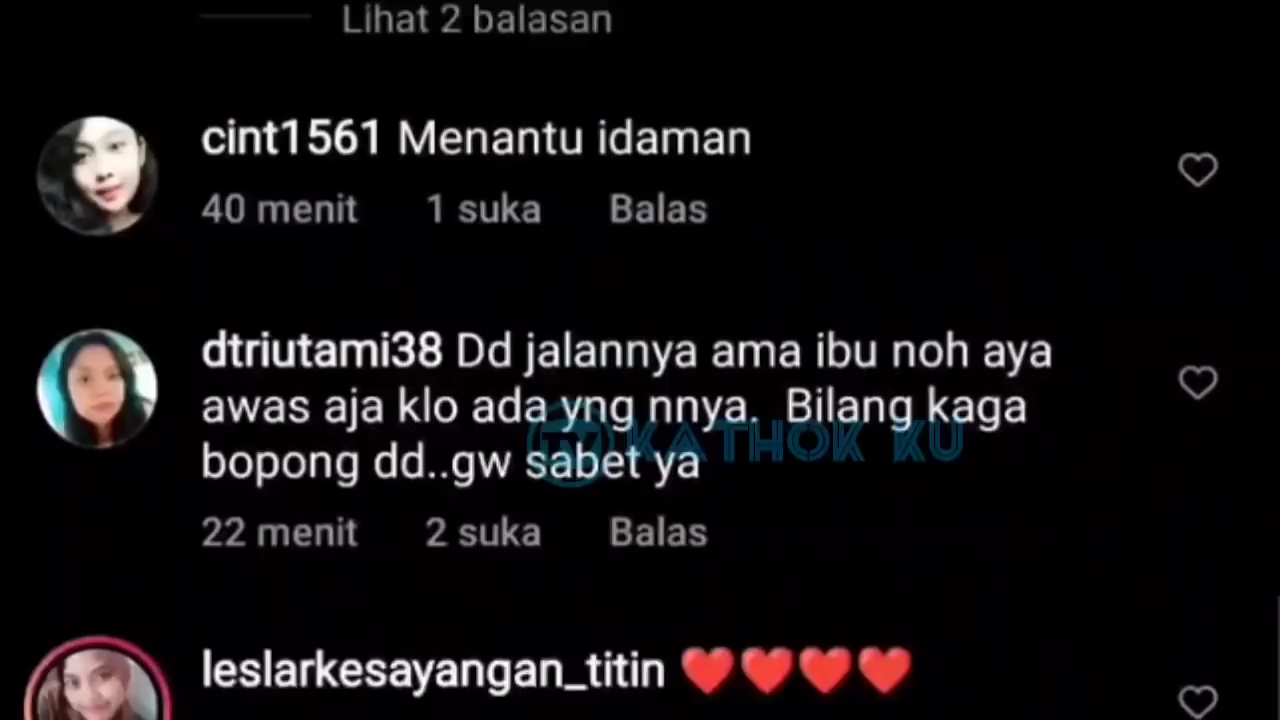 Lihat 2 balasan
cint1561 Menantu idaman
40 menit 1 suka Balas
dtriutami38 Dd jalannya ama ibu noh aya
awas aja klo ada yng nnya. Bilang kaga
bopong dd..gw sabet ya
TV KATHOK KU
22 menit 2 suka Balas
leslarkesayangan_titin ❤️❤️❤️❤️